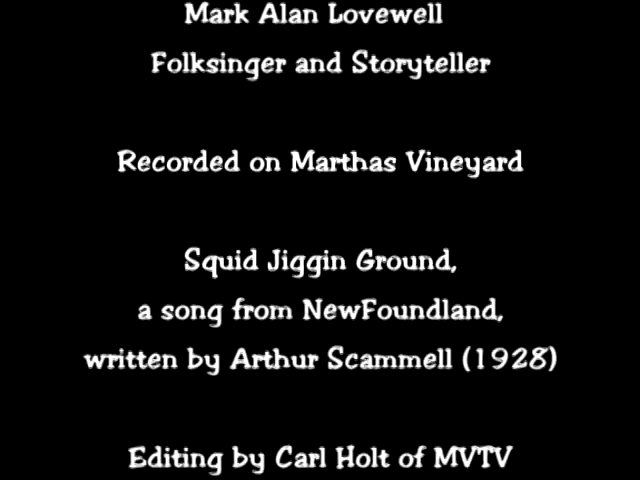 Mark Alan Lovewell
Folksinger and Storyteller
Recorded on Marthas Vineyard
Squid Jiggin Ground,
a song from NewFoundland,
written by Arthur Scammell (1928)
Editing by Carl Holt of MVTV